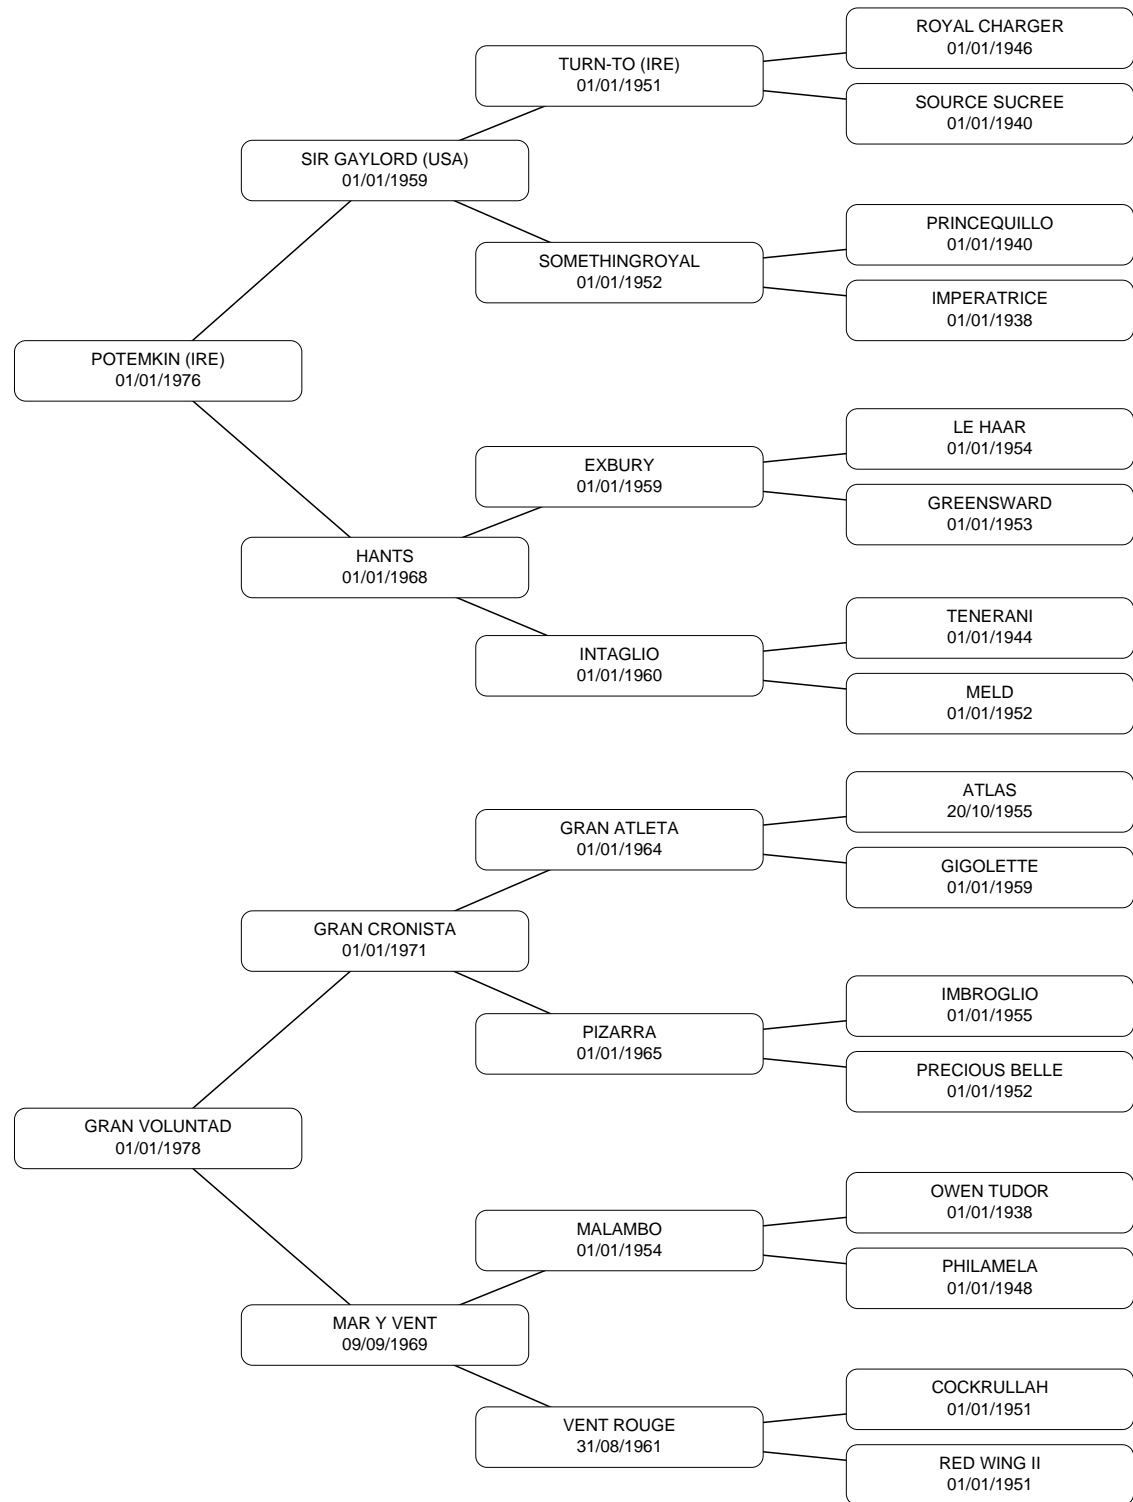 ROYAL CHARGER
01/01/1946
TURN-TO (IRE)
01/01/1951
SOURCE SUCREE
01/01/1940
SIR GAYLORD (USA)
01/01/1959
PRINCEQUILLO
01/01/1940
SOMETHINGROYAL
01/01/1952
IMPERATRICE
01/01/1938
POTEMKIN (IRE)
01/01/1976
LE HAAR
01/01/1954
EXBURY
01/01/1959
GREENSWARD
01/01/1953
HANTS
01/01/1968
TENERANI
01/01/1944
INTAGLIO
01/01/1960
MELD
01/01/1952
ATLAS
20/10/1955
GRAN ATLETA
01/01/1964
GIGOLETTE
01/01/1959
GRAN CRONISTA
01/01/1971
IMBROGLIO
01/01/1955
PIZARRA
01/01/1965
PRECIOUS BELLE
01/01/1952
GRAN VOLUNTAD
01/01/1978
OWEN TUDOR
01/01/1938
MALAMBO
01/01/1954
PHILAMELA
01/01/1948
MAR Y VENT
09/09/1969
COCKRULLAH
01/01/1951
VENT ROUGE
31/08/1961
RED WING II
01/01/1951